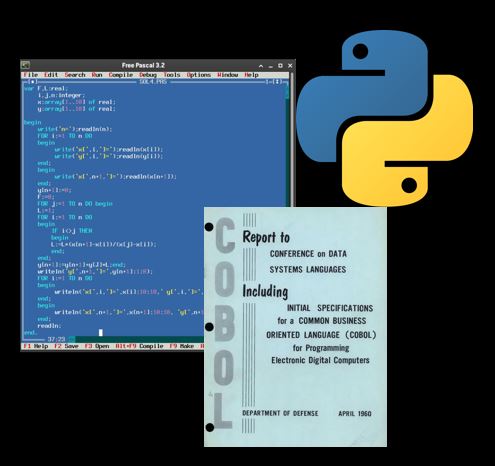 Free Pascal 3.2
File Edit Search Run Compile Debug Tools Options Window Help
SOL4.PAS
var F,L:real;
i,j,n:integer;
x:array[1..10] of real;
y:array[1..10] of real;
begin
write('n=');readln(n);
FOR i:=1 TO n DO
begin
write('x[',i,']=');readln(x[i]);
write('y[',i,']=');readln(y[i]);
end;
begin
write('x[',n+1,']=');readln(x[n+1]);
end;
y[n+1]:=0;
F:=0;
FOR j:=1 TO n DO begin
L:=1;
FOR i:=1 TO n DO
begin
IF i<>j THEN
begin
L:=L*(x[n+1]-x[i])/(x[j]-x[i]);
end;
end;
y[n+1]:=y[n+1]+y[j]*L;end;
writeln('y[',n+1,']=',y[n+1]:1:8);
FOR i:=1 TO n DO
begin
writeln('x[',i,']=',x[i]:10:10,'y[',i,']=',
end;
begin
writeln('x[',n+1,']=',x[n+1]:10:10,
end;
readln;
end.
37:23
F1 Help F2 Save F3 Open Alt+F9 Compile F9 Make
COBOL
Report to
CONFERENCE on DATA
SYSTEMS LANGUAGES
Including
INITIAL SPECIFICATIONS
for a COMMON BUSINESS
ORIENTED LANGUAGE (COBOL)
for Programming
Electronic Digital Computers
DEPARTMENT OF DEFENSE APRIL 1960